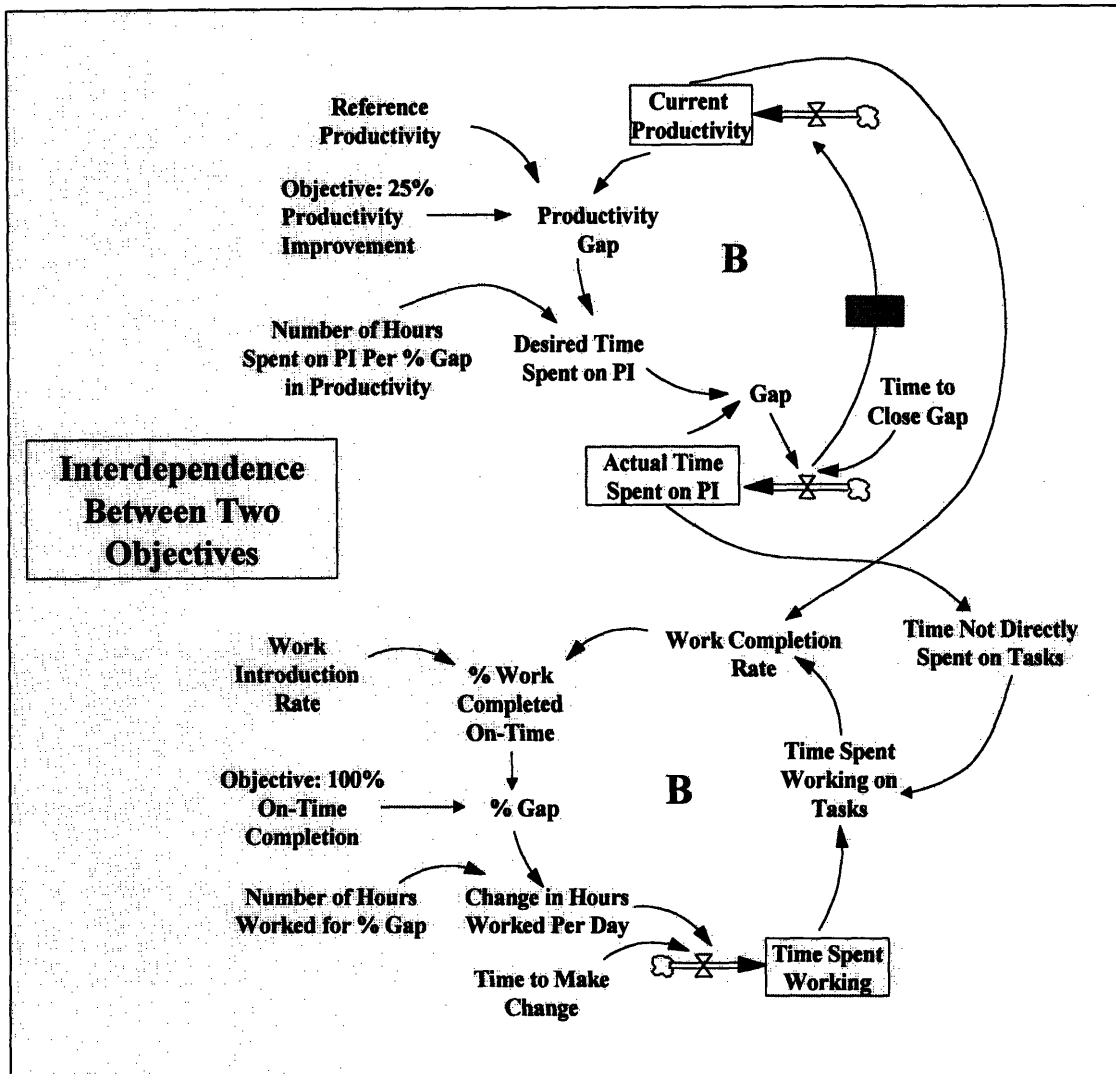 Current
Productivity
Reference
Productivity
Objective: 25%
Productivity
Improvement
Productivity
Gap
B
Number of Hours
Spent on PI Per % Gap
in Productivity
Desired Time
Spent on PI
Gap
Time to
Close Gap
Interdependence
Between Two
Objectives
Actual Time
Spent on PI
Work Completion
Rate
Time Not Directly
Spent on Tasks
Work
Introduction
Rate
% Work
Completed
On-Time
Time Spent
Working on
Tasks
Objective: 100%
On-Time
Completion
% Gap
B
Number of Hours
Worked for % Gap
Change in Hours
Worked Per Day
Time to Make
Change
Time Spent
Working